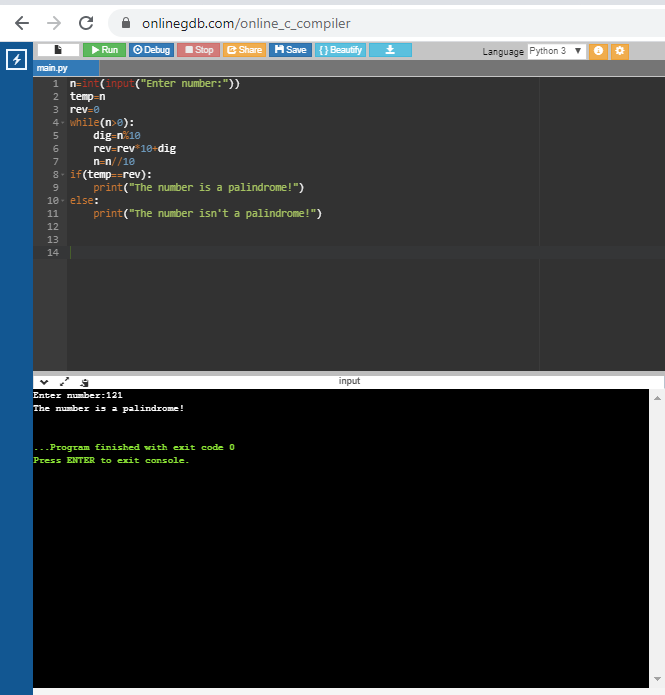 onlinegdb.com/online_c_compiler
Run Debug Stop Share Save { } Beautify Language Python 3
main.py
1 n=int(input("Enter number:"))
2 temp=n
3 rev=0
4 while(n>0):
5 dig=n%10
6 rev=rev*10+dig
7 n=n//10
8 if(temp==rev):
9 print("The number is a palindrome!")
10 else:
11 print("The number isn't a palindrome!")
12
13
14
input
Enter number:121
The number is a palindrome!
...Program finished with exit code 0
Press ENTER to exit console.